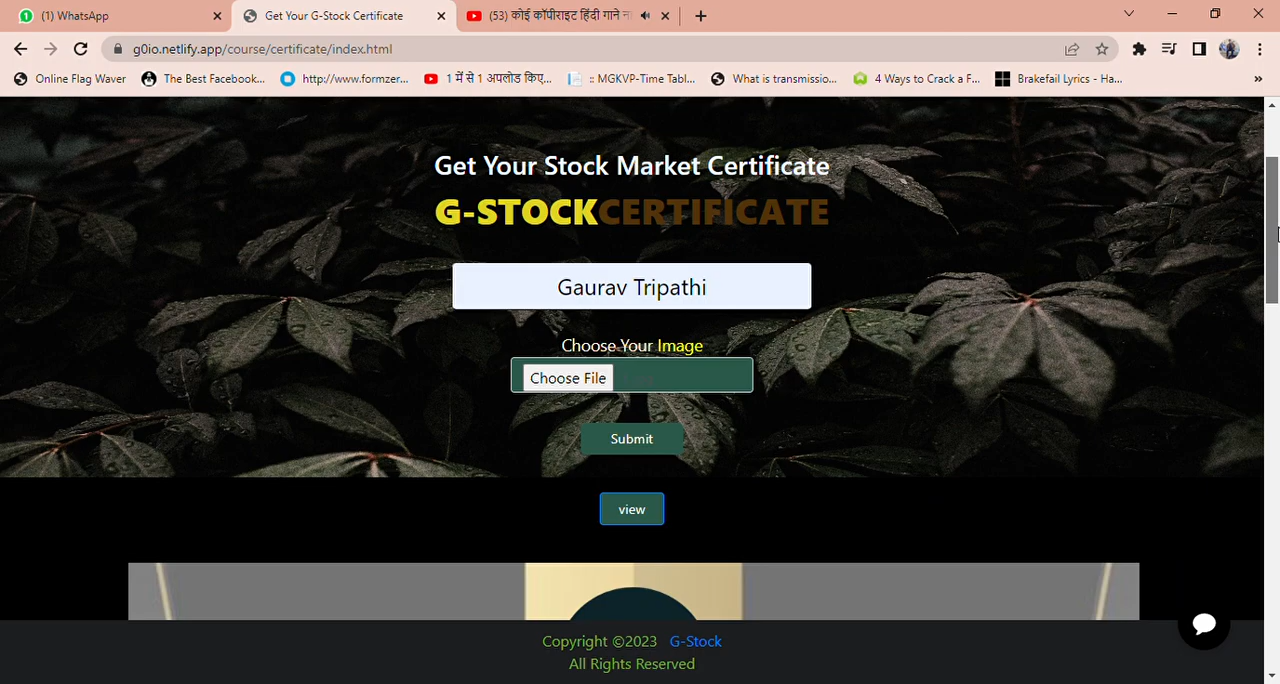 (1) WhatsApp
Get Your G-Stock Certificate
(53) कोई कॉपीराइट हिंदी गाने
g0io.netlify.app/course/certificate/index.html
Online Flag Waver
The Best Facebook...
http://www.formzer...
1 में से 1 अपलोड किए...
:: MGKVP-Time Tabl...
What is transmissio...
4 Ways to Crack a F...
Brakefail Lyrics - Ha...
»
Get Your Stock Market Certificate
G-STOCKCERTIFICATE
Gaurav Tripathi
Choose Your Image
Choose File
Submit
view
Copyright ©2023 G-Stock
All Rights Reserved